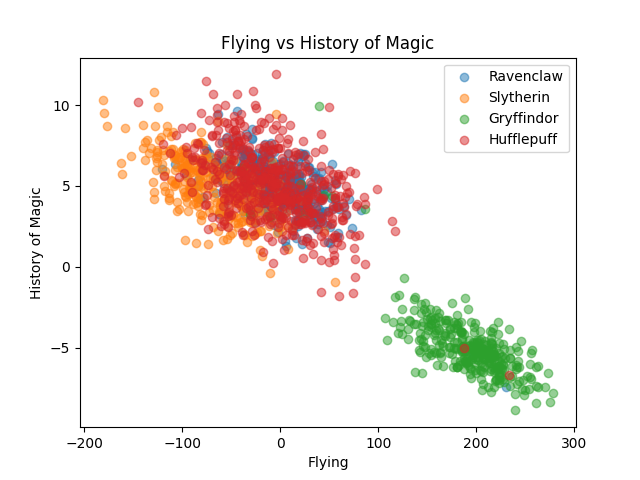 Flying vs History of Magic
Ravenclaw
Slytherin
Gryffindor
Hufflepuff
10
5
0
−5
History of Magic
−200
−100
0
100
200
300
Flying